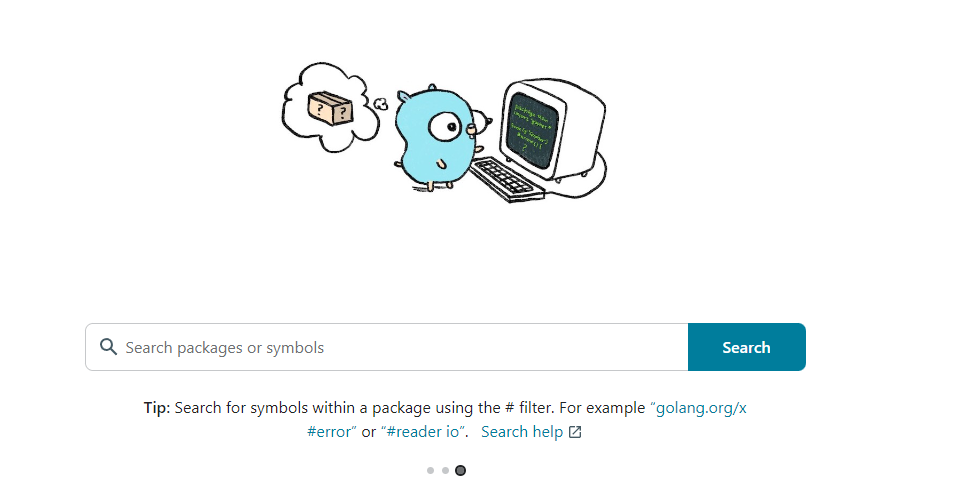 ? ?
Search packages or symbols
Search
Tip: Search for symbols within a package using the # filter. For example “golang.org/x
#error” or “#reader io”. Search help